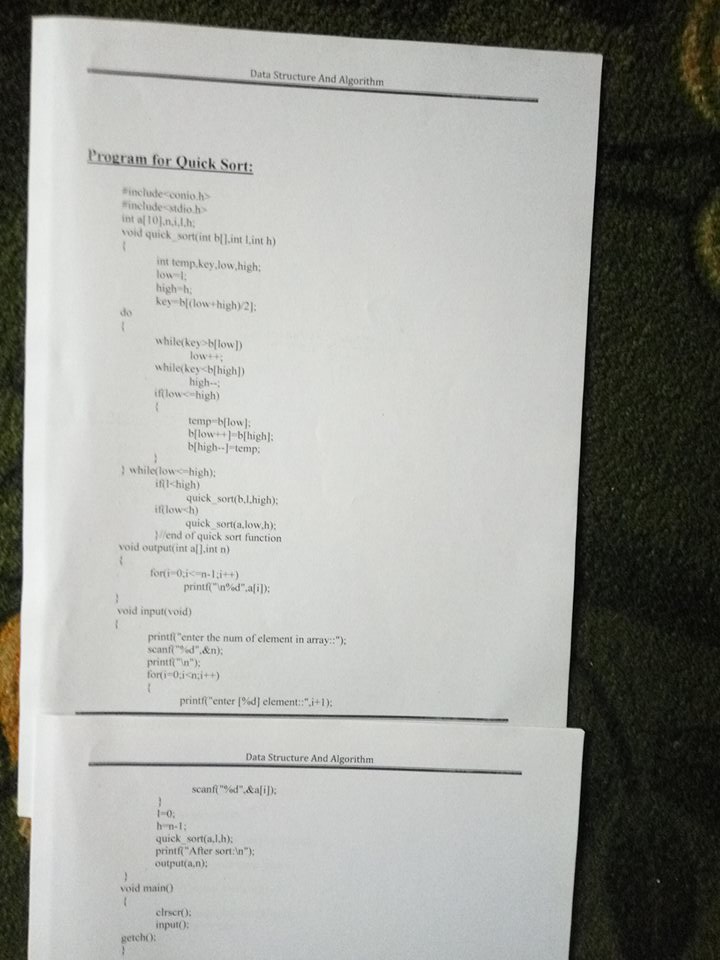 Data Structure And Algorithm
Program for Quick Sort:
#include<conio.h>
#include<stdio.h>
int a[10],n,i,l,h;
void quick_sort(int b[],int l,int h)
{
int temp,key,low,high;
low=l;
high=h;
key=b[(low+high)/2];
do
{
while(key>b[low])
low++;
while(key<b[high])
high--;
if(low<=high)
{
temp=b[low];
b[low++]=b[high];
b[high--]=temp;
}
} while(low<=high);
if(l<high)
quick_sort(b,l,high);
if(low<h)
quick_sort(a,low,h);
}//end of quick sort function
void output(int a[],int n)
{
for(i=0;i<=n-1;i++)
printf("\n%d",a[i]);
}
void input(void)
{
printf("enter the num of element in array::");
scanf("%d",&n);
printf("\n");
for(i=0;i<n;i++)
{
printf("enter [%d] element::",i+1);
Data Structure And Algorithm
scanf("%d",&a[i]);
}
l=0;
h=n-1;
quick_sort(a,l,h);
printf("After sort:\n");
output(a,n);
}
void main()
{
clrscr();
input();
getch();
}